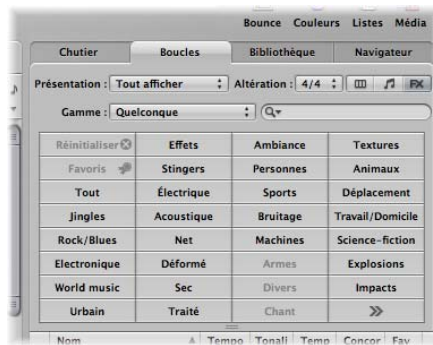 Bounce Couleurs Listes Média
Chutier Boucles Bibliothèque Navigateur
Présentation : Tout afficher Altération : 4/4 FX
Gamme : Quelconque
Réinitialiser Effets Ambiance Textures
Favoris Stingers Personnes Animaux
Tout Électrique Sports Déplacement
Jingles Acoustique Bruitage Travail/Domicile
Rock/Blues Net Machines Science-fiction
Electronique Déformé Armes Explosions
World music Sec Divers Impacts
Urbain Traité Chant
Nom Tempo Tonali Temp Concor Fav